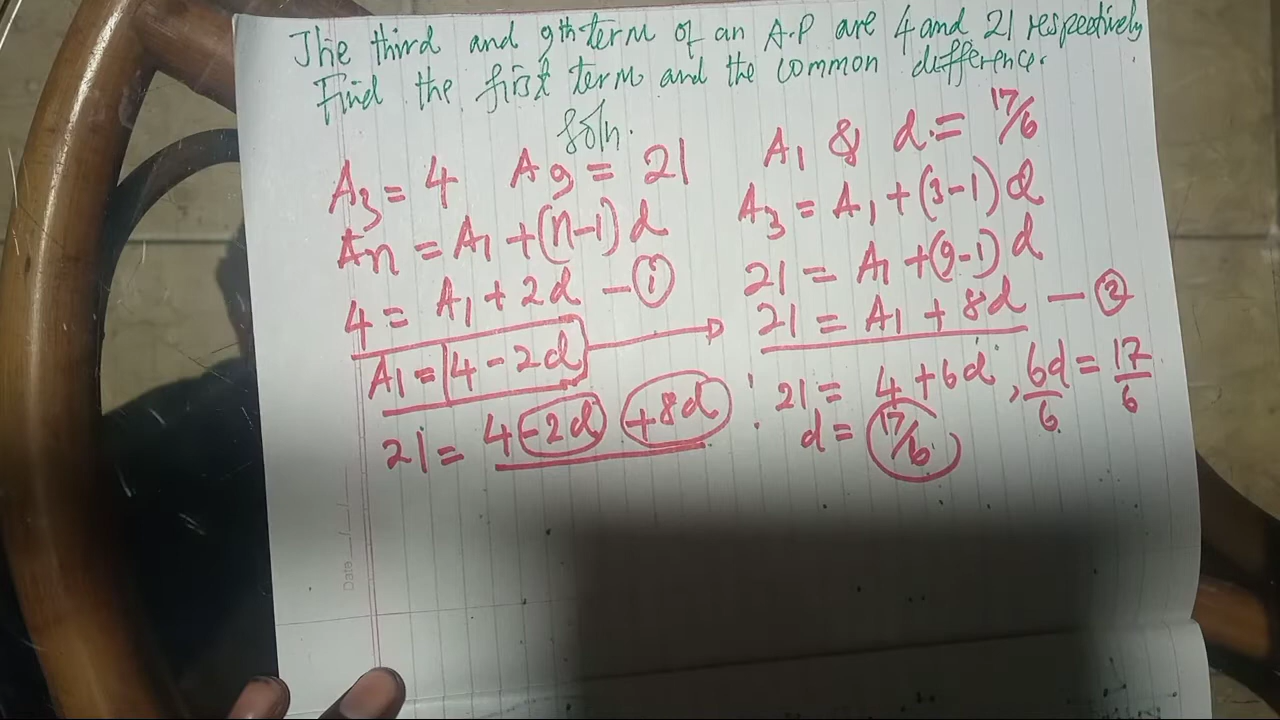 The third and 9th term of an A.P are 4 and 21 respectively
Find the first term and the common difference.
Soln.
A3 = 4 A9 = 21
An = A1 + (n-1)d
4 = A1 + 2d - ①
A1 = 4 - 2d
21 = 4 - 2d + 8d
A1 & d = 17/6
A3 = A1 + (3-1)d
21 = A1 + (9-1)d
21 = A1 + 8d - ②
∴ 21 = 4 + 6d, 6d/6 = 17/6
d = 17/6
Date